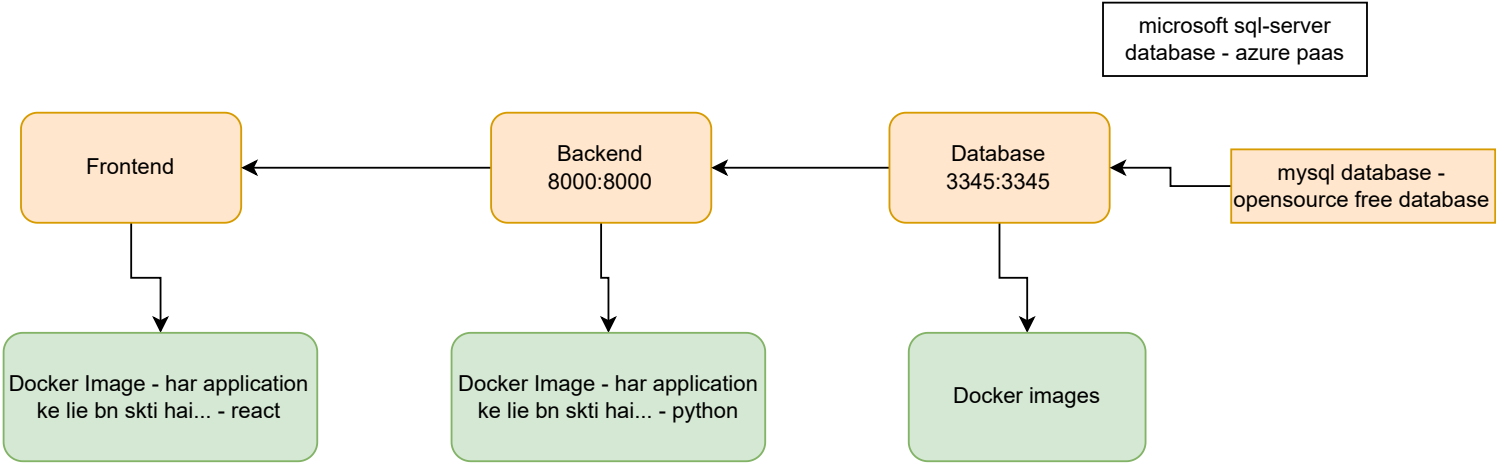 microsoft sql-server
database - azure paas
Frontend
Backend
8000:8000
Database
3345:3345
mysql database -
opensource free database
Docker Image - har application
ke lie bn skti hai... - react
Docker Image - har application
ke lie bn skti hai... - python
Docker images